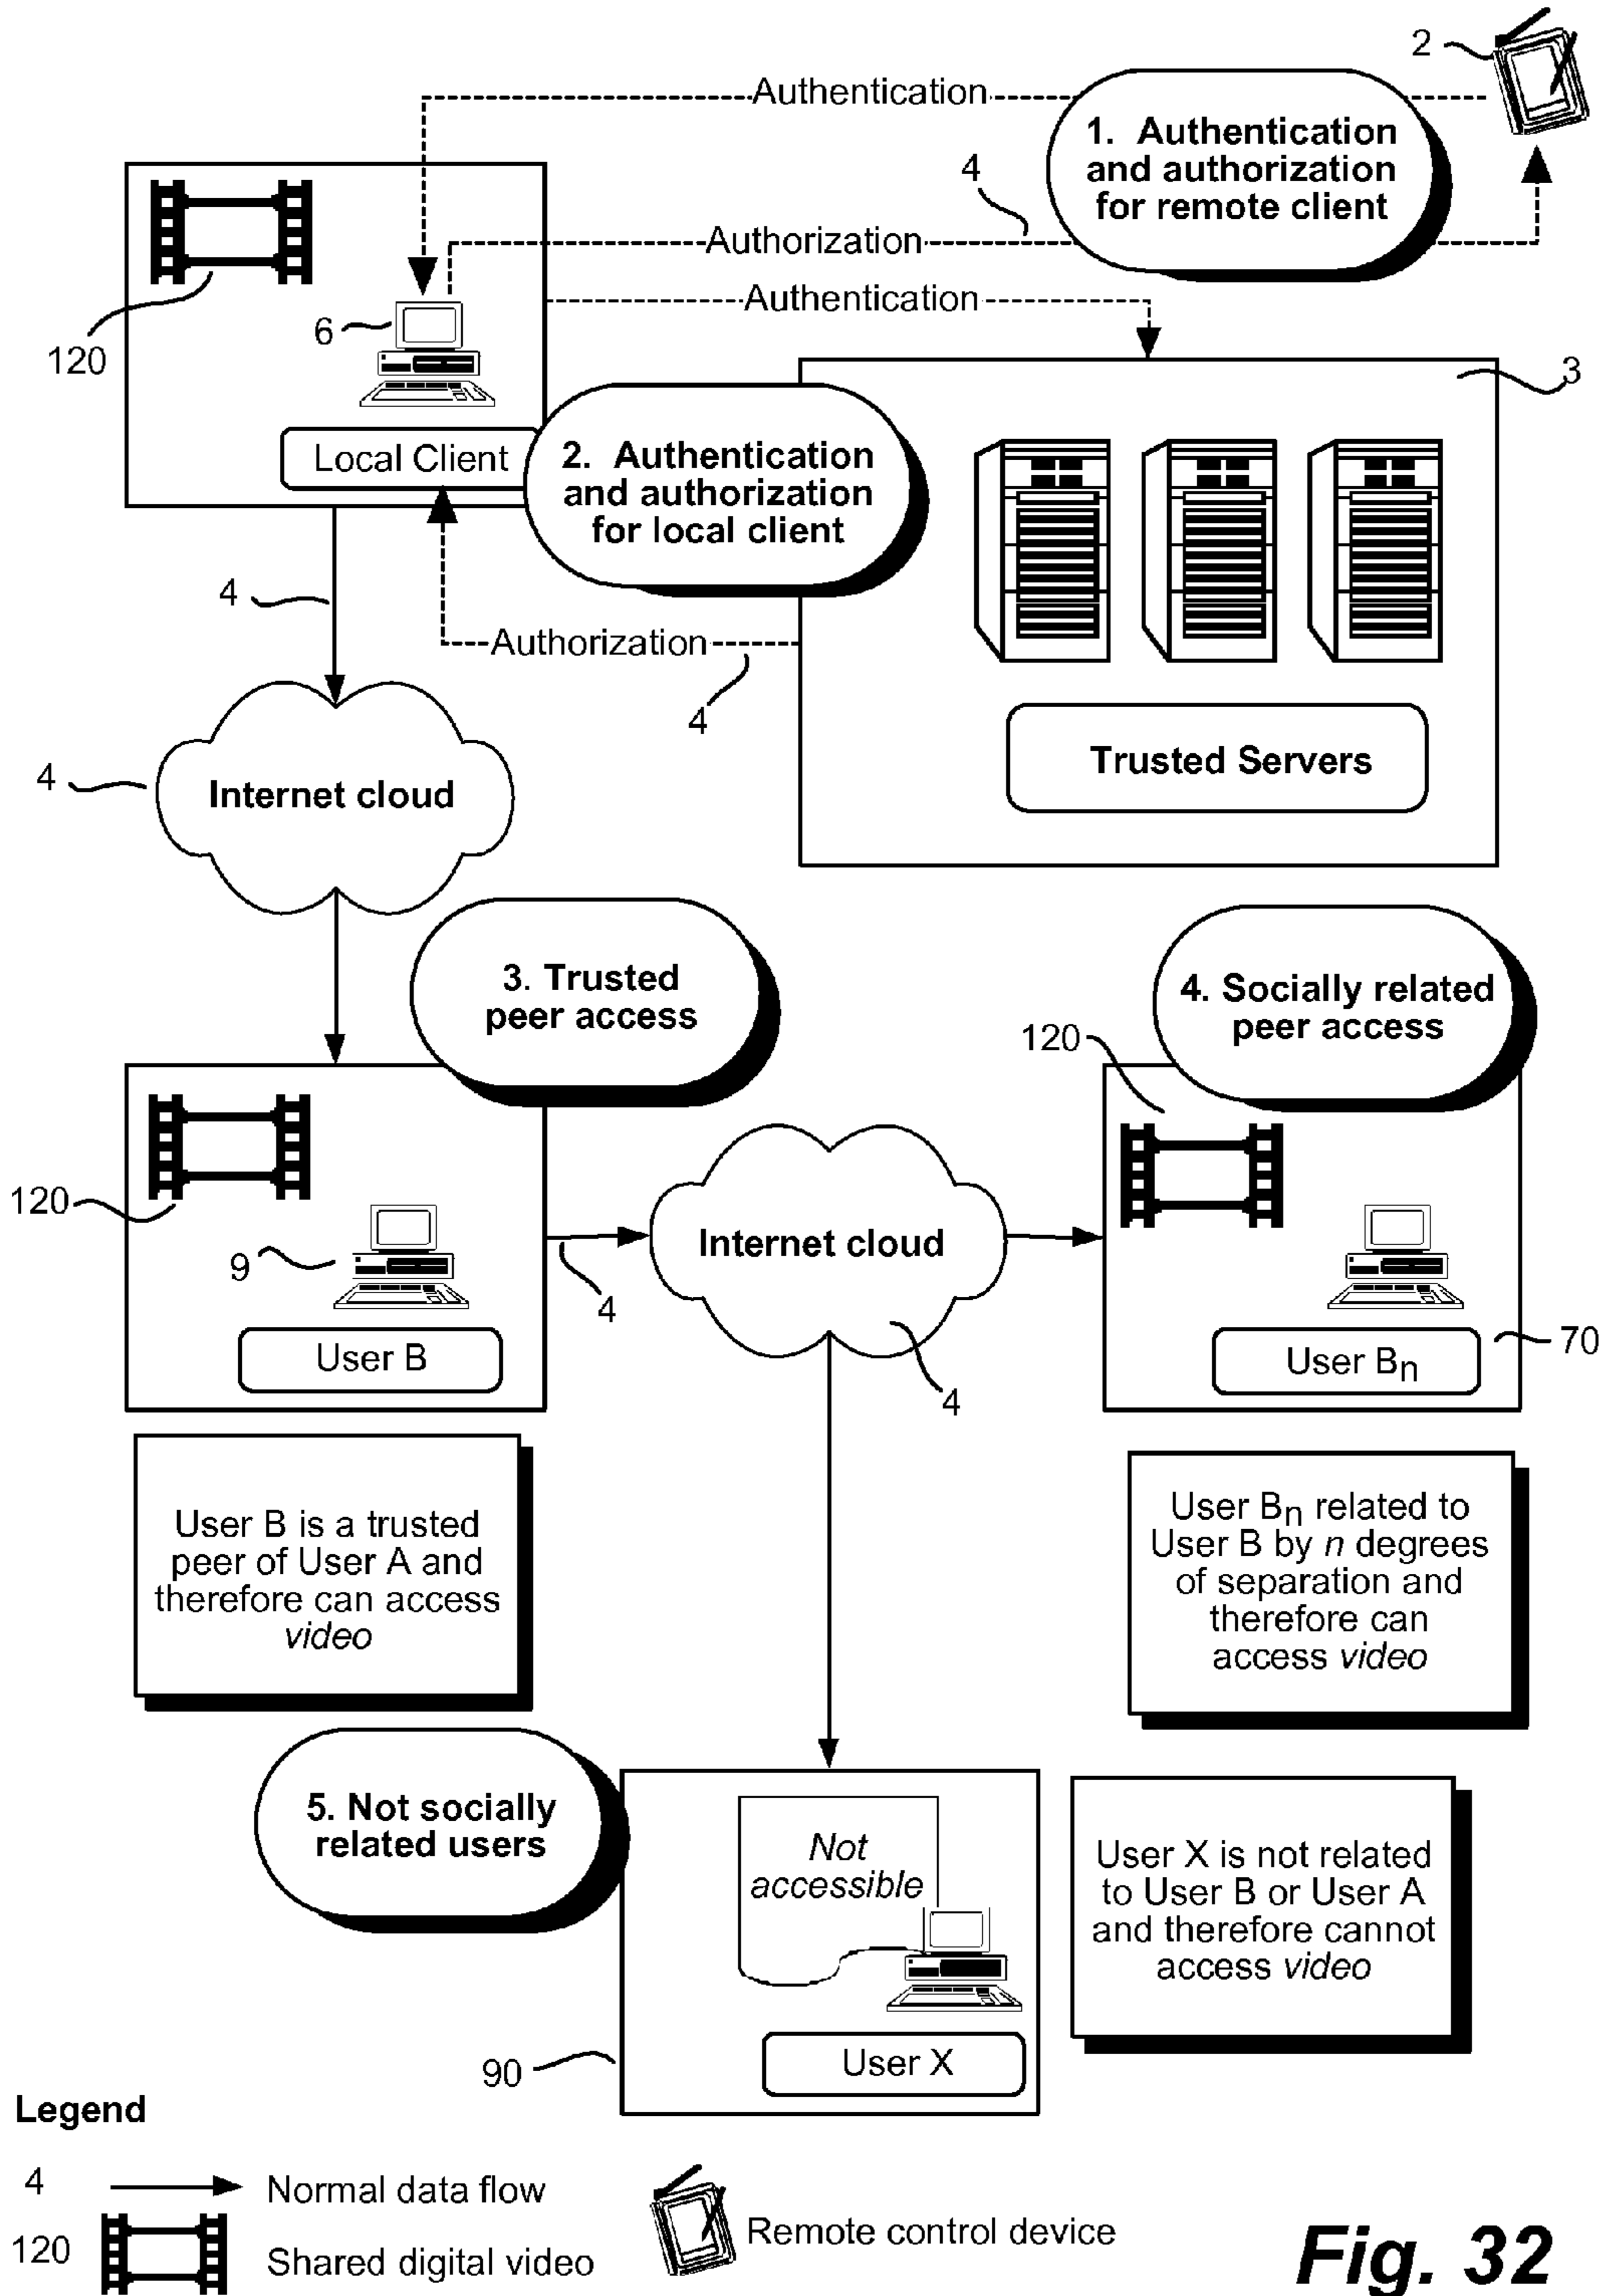 2
Authentication
1. Authentication
and authorization
for remote client
4
Authorization
Authentication
120
6
3
Local Client
2. Authentication
and authorization
for local client
4
Authorization
4
Trusted Servers
4
Internet cloud
3. Trusted
peer access
4. Socially related
peer access
120
120
9
Internet cloud
4
User B
4
User Bn
70
User B is a trusted
peer of User A and
therefore can access
video
User Bn related to
User B by n degrees
of separation and
therefore can
access video
5. Not socially
related users
Not
accessible
User X is not related
to User B or User A
and therefore cannot
access video
90
User X
Legend
4
Normal data flow
120
Shared digital video
Remote control device
Fig. 32